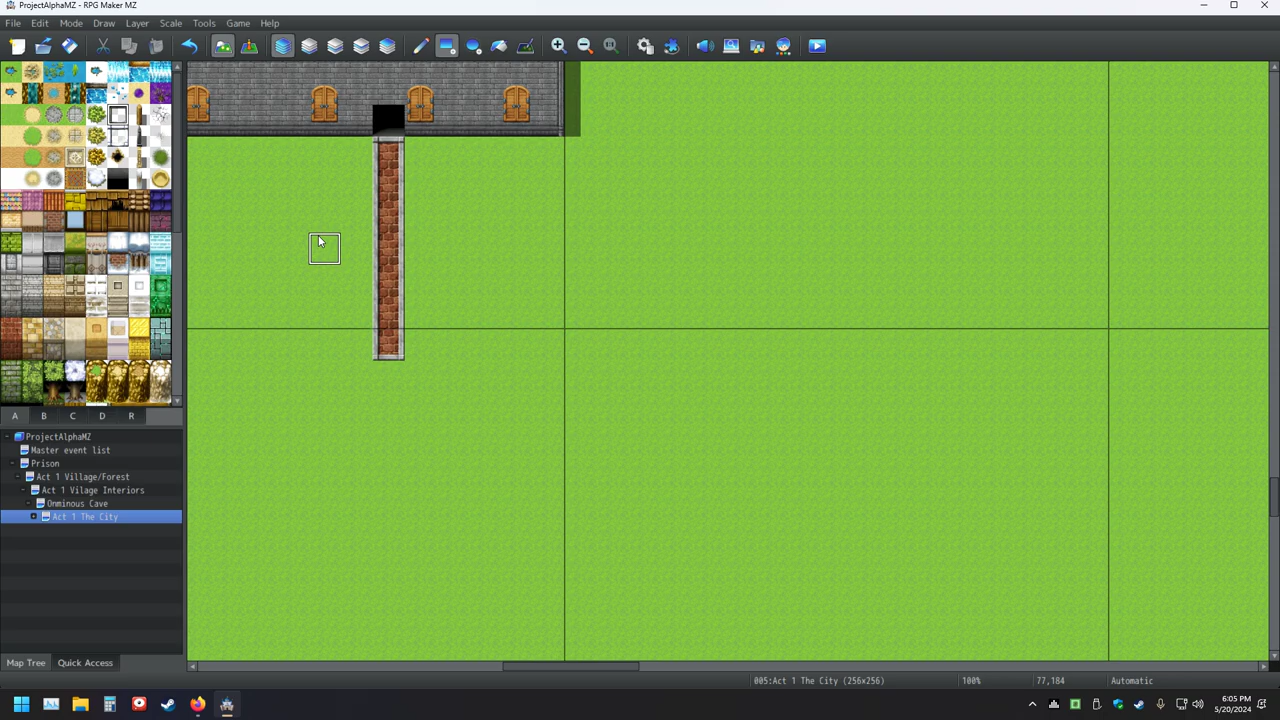 ProjectAlphaMZ - RPG Maker MZ
File Edit Mode Draw Layer Scale Tools Game Help
A B C D R
ProjectAlphaMZ
Master event list
Prison
Act 1 Village/Forest
Act 1 Vilage Interiors
Onminous Cave
Act 1 The City
Map Tree Quick Access
005:Act 1 The City (256x256) 100% 77,184 Automatic
6:05 PM
5/20/2024